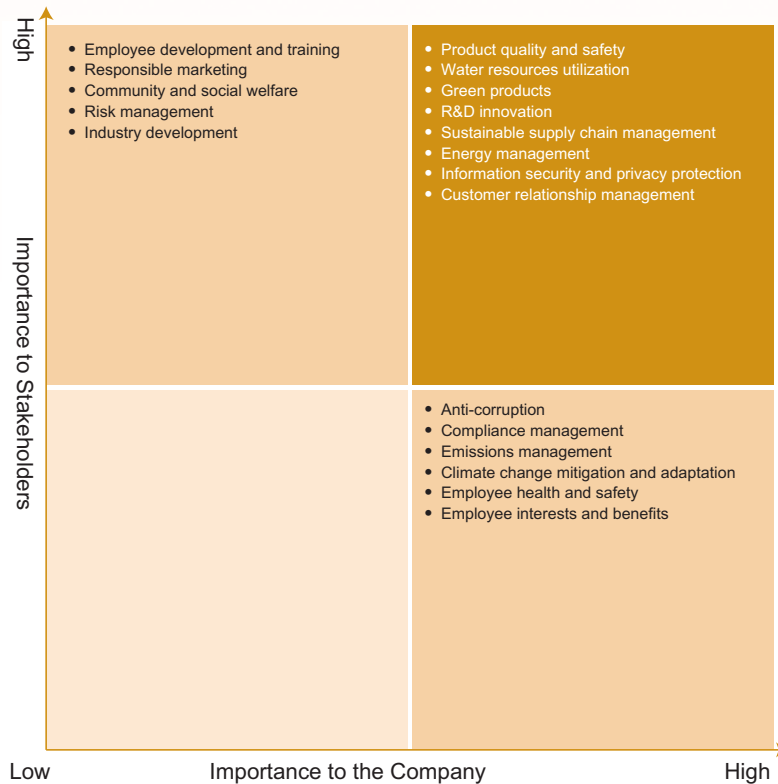 High
• Employee development and training
• Responsible marketing
• Community and social welfare
• Risk management
• Industry development
• Product quality and safety
• Water resources utilization
• Green products
• R&D innovation
• Sustainable supply chain management
• Energy management
• Information security and privacy protection
• Customer relationship management
Importance to Stakeholders
• Anti-corruption
• Compliance management
• Emissions management
• Climate change mitigation and adaptation
• Employee health and safety
• Employee interests and benefits
Low
Importance to the Company
High